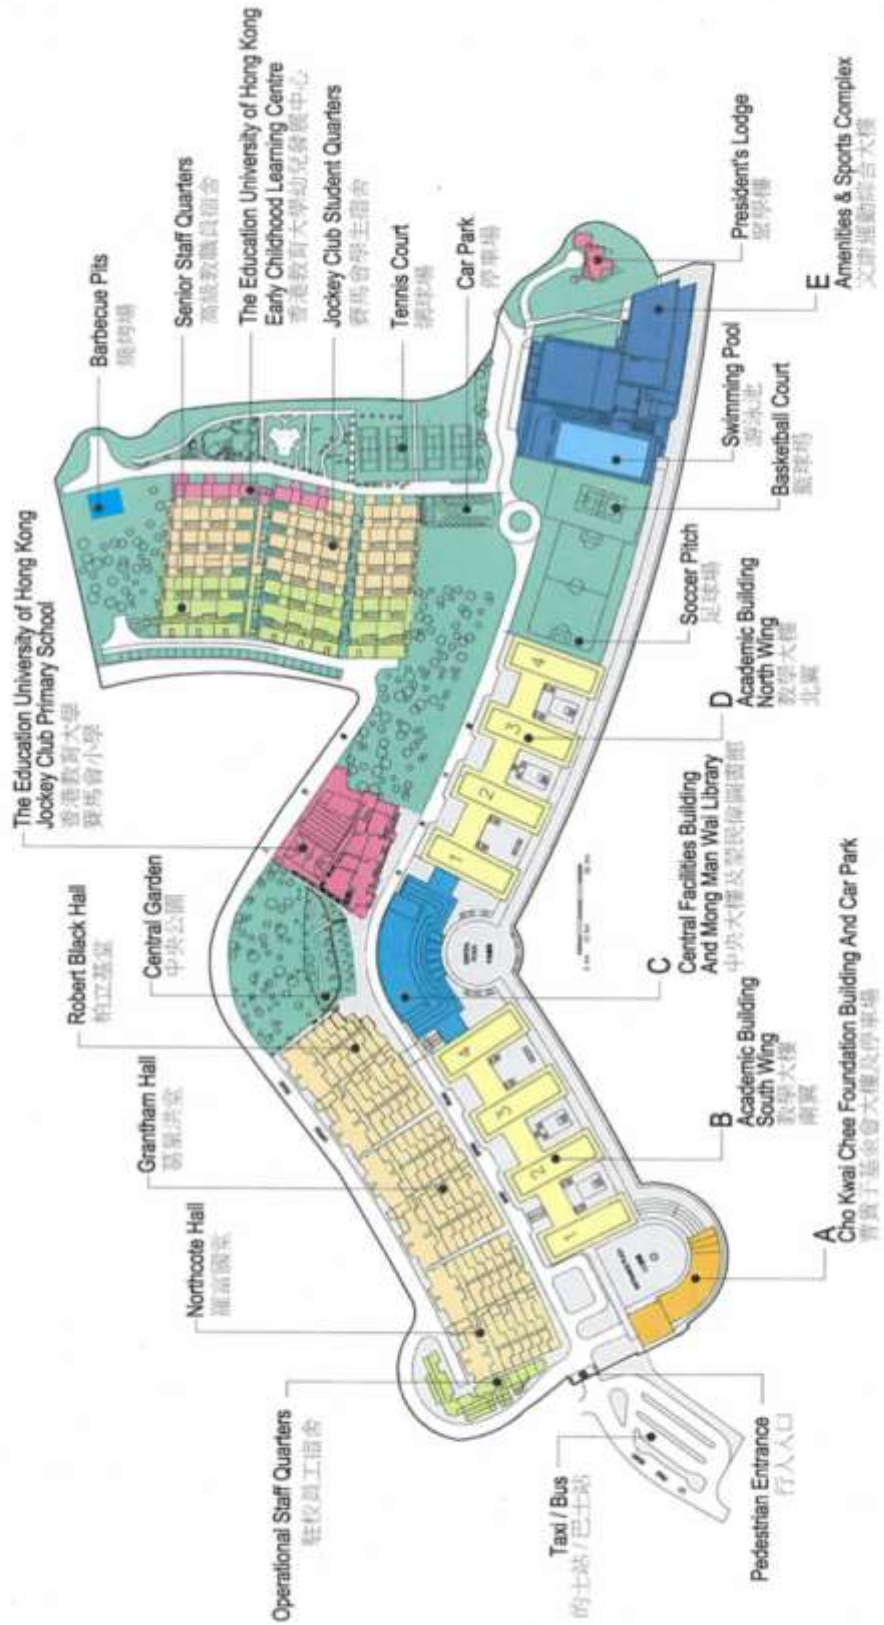 The Education University of Hong Kong
Jockey Club Primary School
香港教育大學
賽馬會小學
Robert Black Hall
柏立基堂
Barbecue Pits
燒烤場
Grantham Hall
葛量洪堂
Central Garden
中央公園
Senior Staff Quarters
高級教職員宿舍
Northcote Hall
羅富國堂
The Education University of Hong Kong
Early Childhood Learning Centre
香港教育大學幼兒發展中心
Operational Staff Quarters
駐校員工宿舍
Jockey Club Student Quarters
賽馬會學生宿舍
Tennis Court
網球場
Car Park
停車場
1
2
3
4
1
2
3
4
Taxi / Bus
的士站 / 巴士站
Pedestrian Entrance
行人入口
A
Cho Kwai Chee Foundation Building And Car Park
曹貴子基金會大樓及停車場
B
Academic Building
South Wing
教學大樓
南翼
C
Central Facilities Building
And Mong Man Wai Library
中央大樓及蒙民偉圖書館
D
Academic Building
North Wing
教學大樓
北翼
Soccer Pitch
足球場
Basketball Court
籃球場
Swimming Pool
游泳池
E
Amenities & Sports Complex
文康運動綜合大樓
President's Lodge